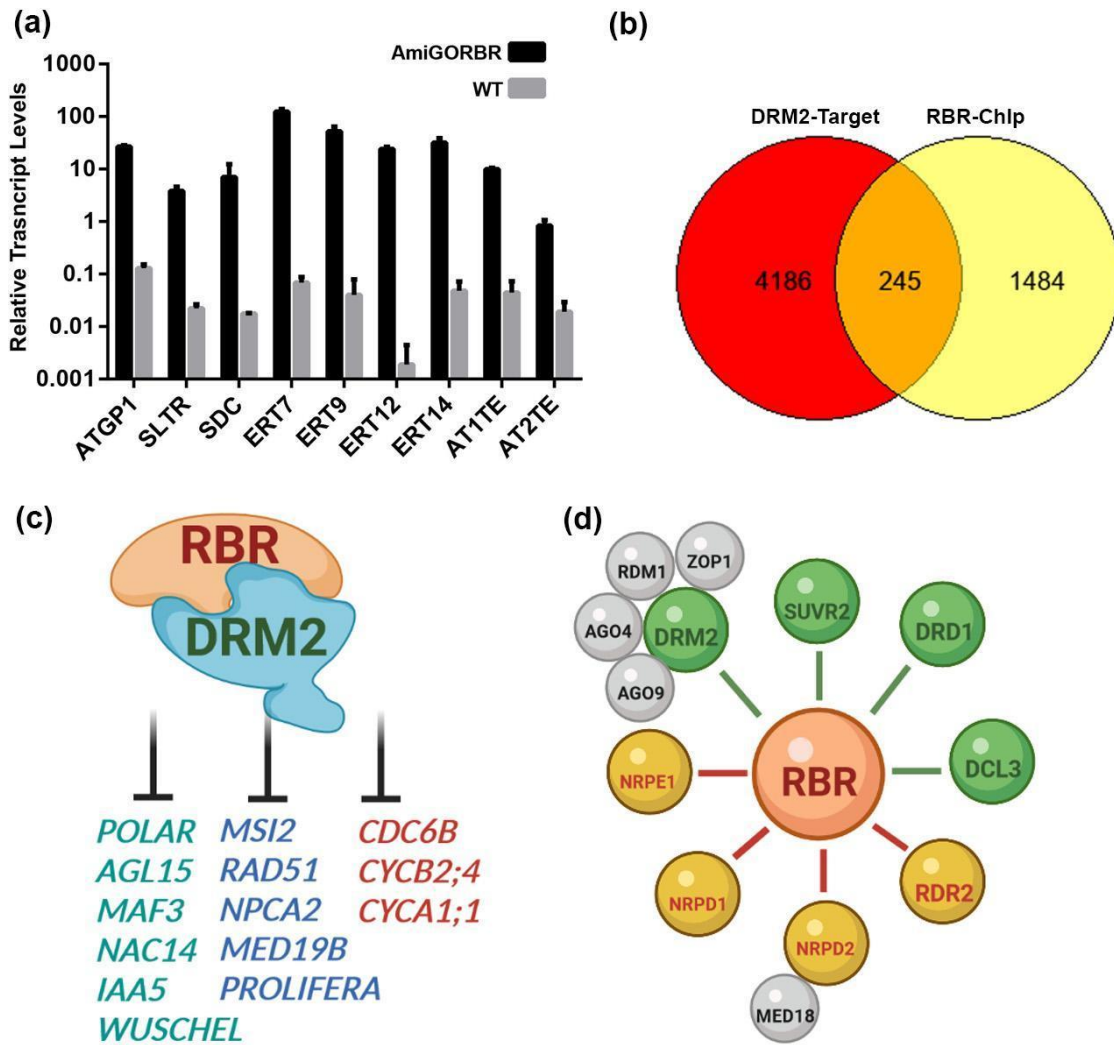 (a)
AmiGORBR
WT
Relative Trasncript Levels
1000
100
10
1
0.1
0.01
0.001
ATGP1
SLTR
SDC
ERT7
ERT9
ERT12
ERT14
AT1TE
AT2TE
(b)
DRM2-Target
RBR-ChIp
4186
245
1484
(c)
RBR
DRM2
POLAR
AGL15
MAF3
NAC14
IAA5
WUSCHEL
MSI2
RAD51
NPCA2
MED19B
PROLIFERA
CDC6B
CYCB2;4
CYCA1;1
(d)
RDM1
ZOP1
AGO4
DRM2
AGO9
SUVR2
DRD1
NRPE1
RBR
DCL3
NRPD1
NRPD2
RDR2
MED18